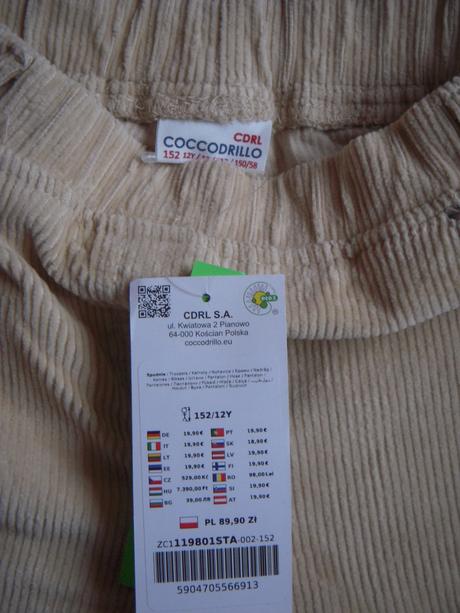 CDRL
COCCODRILLO
152 12Y/
150/58
eco
CDRL S.A.
ul. Kwiatowa 2 Pianowo
64-000 Kościan Polska
coccodrillo.eu
152/12Y
DE 19,90€ PT 19,90€
IT 19,90€ SK 18,90€
LT 19,90€ LV 19,90€
EE 19,90€ FI 19,90€
CZ 529,00Kč RO 98,00Lei
HU 7.390,00Ft SI 19,90€
BG 39,00ЛВ AT 19,90€
PL 89,90 Zł
ZC1119801STA-002-152
5904705566913